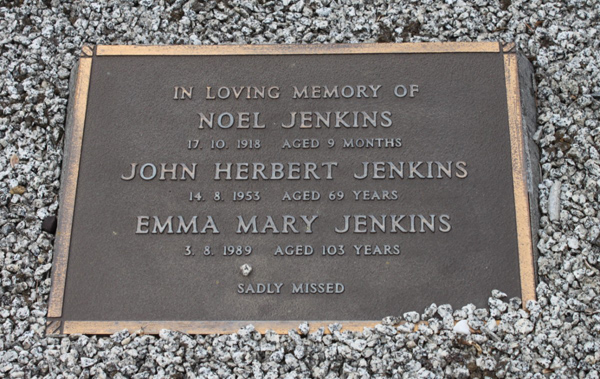 IN LOVING MEMORY OF
NOEL JENKINS
17. 10. 1918 AGED 9 MONTHS
JOHN HERBERT JENKINS
14. 8. 1953 AGED 69 YEARS
EMMA MARY JENKINS
3. 8. 1989 AGED 103 YEARS
SADLY MISSED